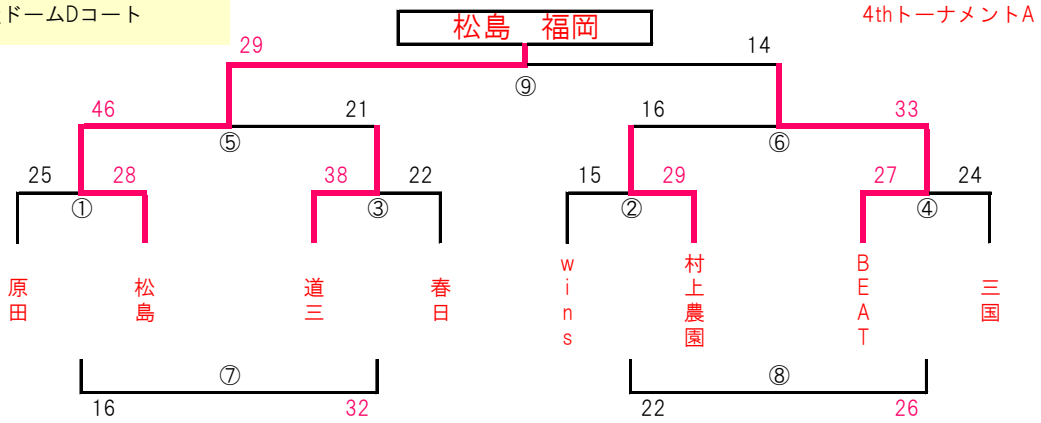 ドームDコート
4thトーナメントA
松島　福岡
29
14
⑨
46
21
16
33
⑤
⑥
25
28
38
22
15
29
27
24
①
③
②
④
原田
松島
道三
春日
wins
村上農園
BEAT
三国
⑦
⑧
16
32
22
26